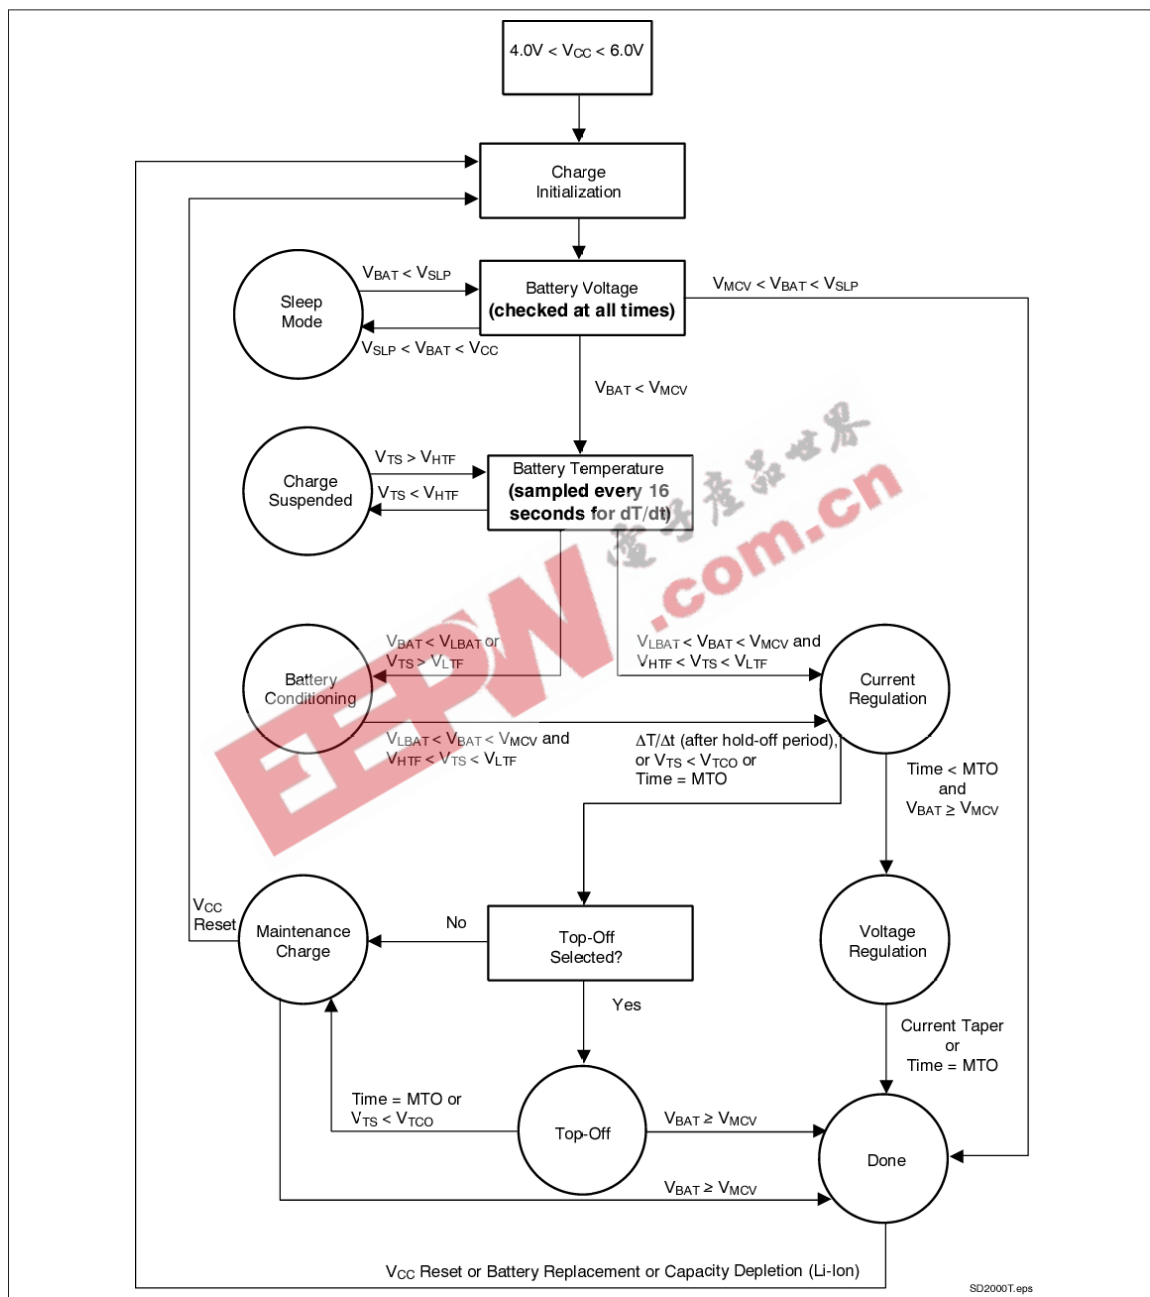 4.0V < VCC < 6.0V
Charge
Initialization
Sleep
Mode
VBAT < VSLP
VSLP < VBAT < VCC
Battery Voltage
(checked at all times)
VMCV < VBAT < VSLP
VBAT < VMCV
Charge
Suspended
VTS > VHTF
VTS < VHTF
Battery Temperature
(sampled every 16
seconds for dT/dt)
電子產品世界
EEPW
.com.cn
Battery
Conditioning
VBAT < VLBAT or
VTS > VLTF
VLBAT < VBAT < VMCV and
VHTF < VTS < VLTF
Current
Regulation
VLBAT < VBAT < VMCV and
VHTF < VTS < VLTF
ΔT/Δt (after hold-off period),
or VTS < VTCO or
Time = MTO
Time < MTO
and
VBAT ≥ VMCV
VCC
Reset
Maintenance
Charge
No
Top-Off
Selected?
Yes
Voltage
Regulation
Current Taper
or
Time = MTO
Time = MTO or
VTS < VTCO
Top-Off
VBAT ≥ VMCV
Done
VBAT ≥ VMCV
VCC Reset or Battery Replacement or Capacity Depletion (Li-Ion)
SD2000T.eps